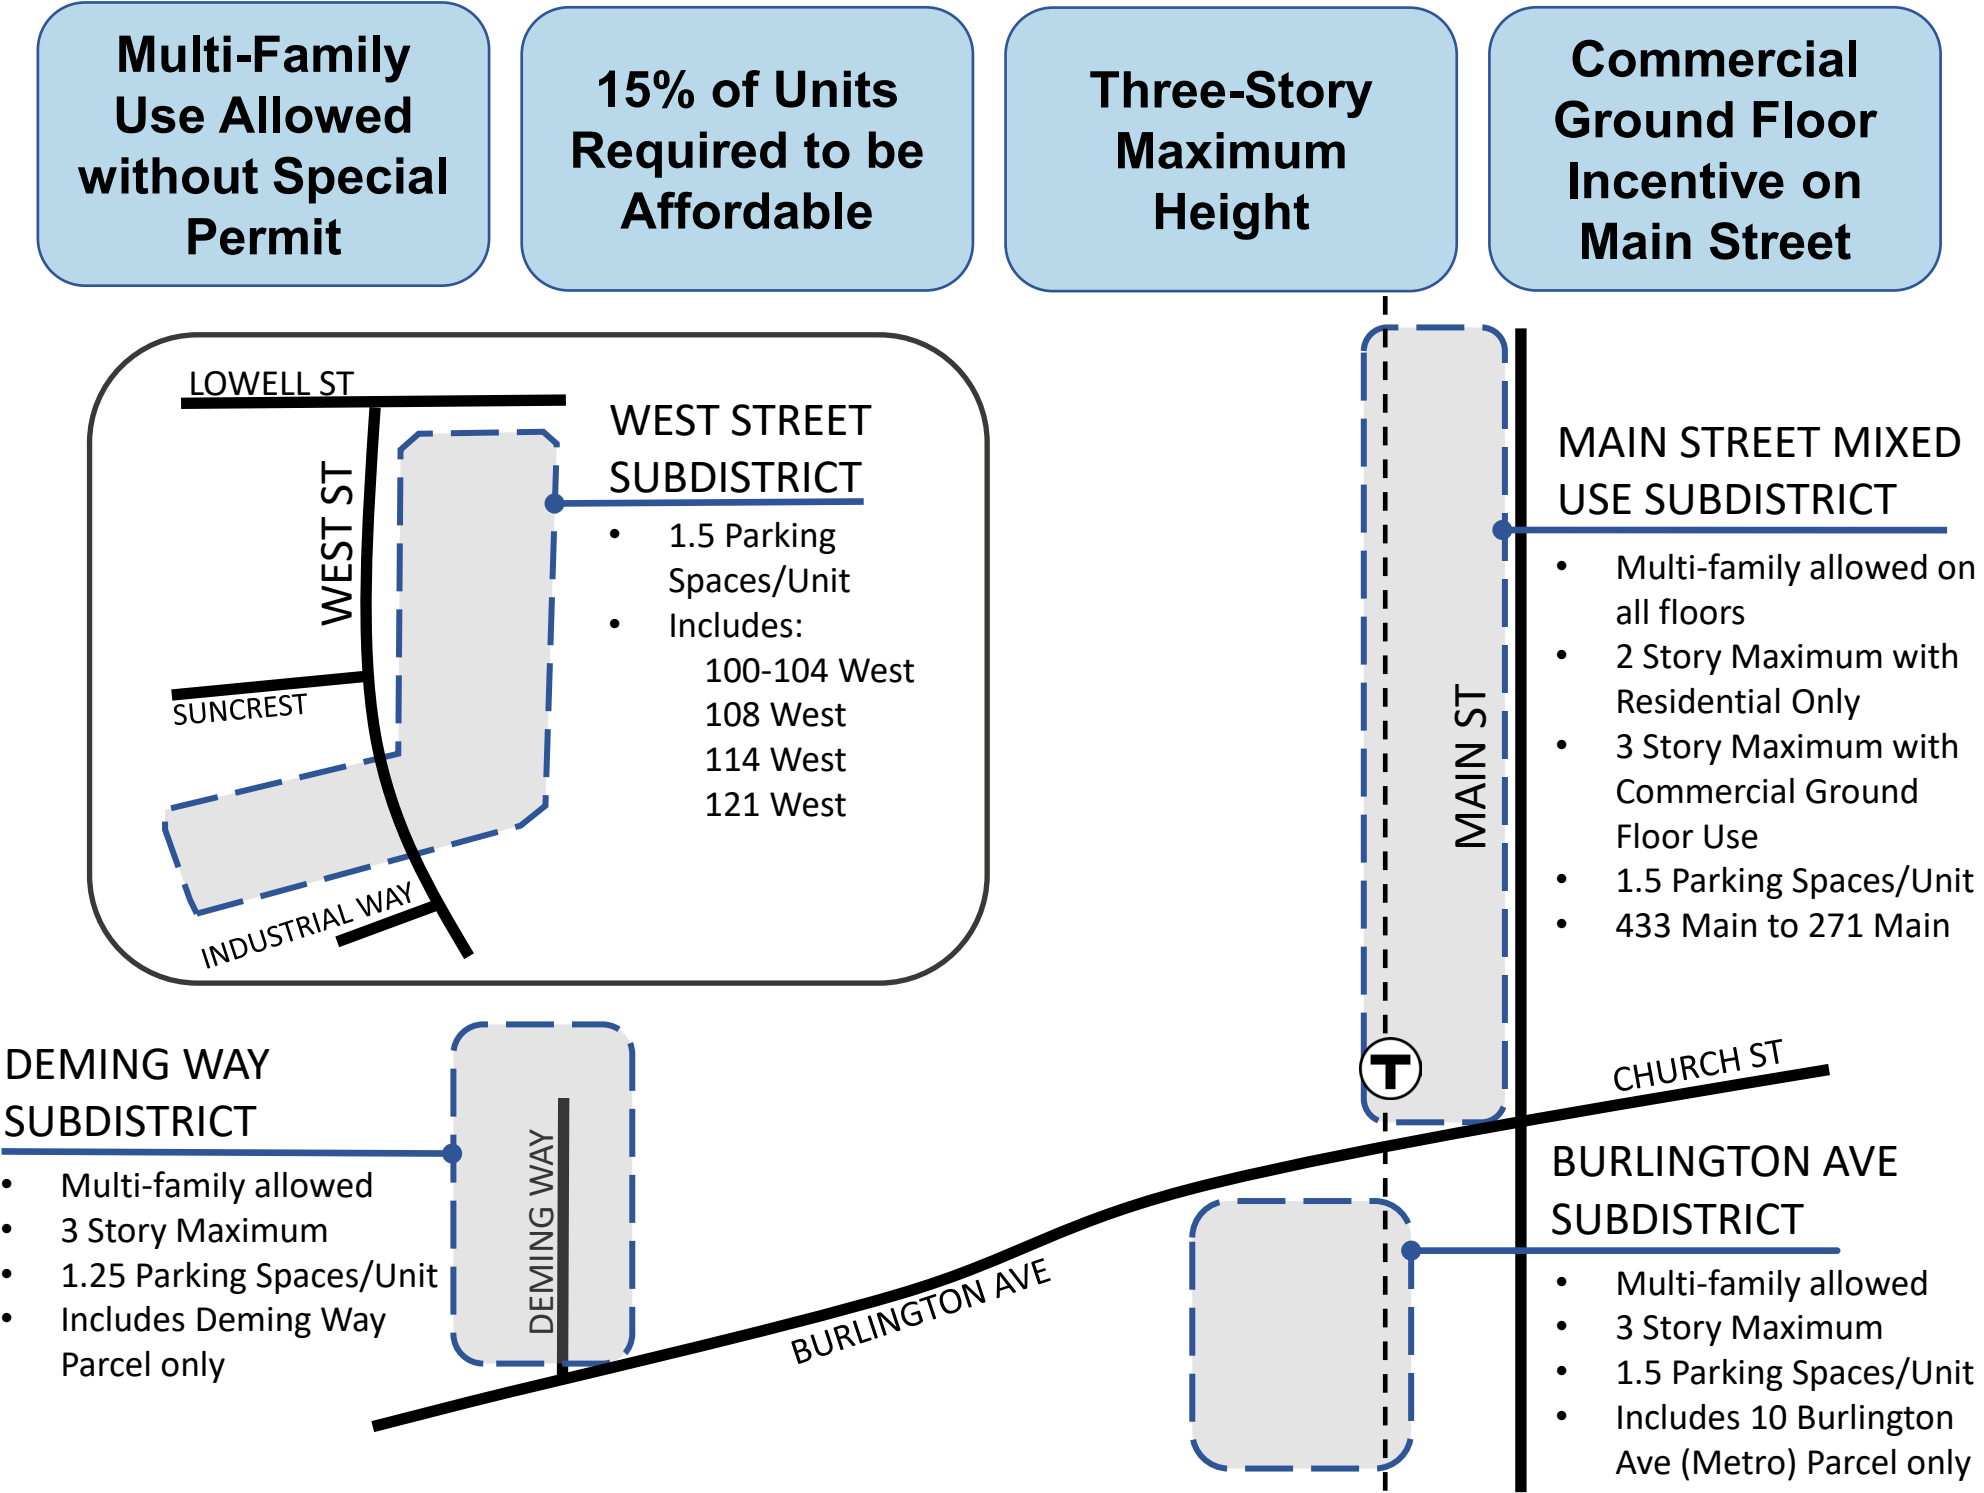 Multi-Family
Use Allowed
without Special
Permit
15% of Units
Required to be
Affordable
Three-Story
Maximum
Height
Commercial
Ground Floor
Incentive on
Main Street
LOWELL ST
WEST ST
SUNCREST
INDUSTRIAL WAY
WEST STREET
SUBDISTRICT
• 1.5 Parking
Spaces/Unit
• Includes:
100-104 West
108 West
114 West
121 West
MAIN ST
MAIN STREET MIXED
USE SUBDISTRICT
• Multi-family allowed on
all floors
• 2 Story Maximum with
Residential Only
• 3 Story Maximum with
Commercial Ground
Floor Use
• 1.5 Parking Spaces/Unit
• 433 Main to 271 Main
DEMING WAY
SUBDISTRICT
• Multi-family allowed
• 3 Story Maximum
• 1.25 Parking Spaces/Unit
• Includes Deming Way
Parcel only
DEMING WAY
BURLINGTON AVE
T
CHURCH ST
BURLINGTON AVE
SUBDISTRICT
• Multi-family allowed
• 3 Story Maximum
• 1.5 Parking Spaces/Unit
• Includes 10 Burlington
Ave (Metro) Parcel only